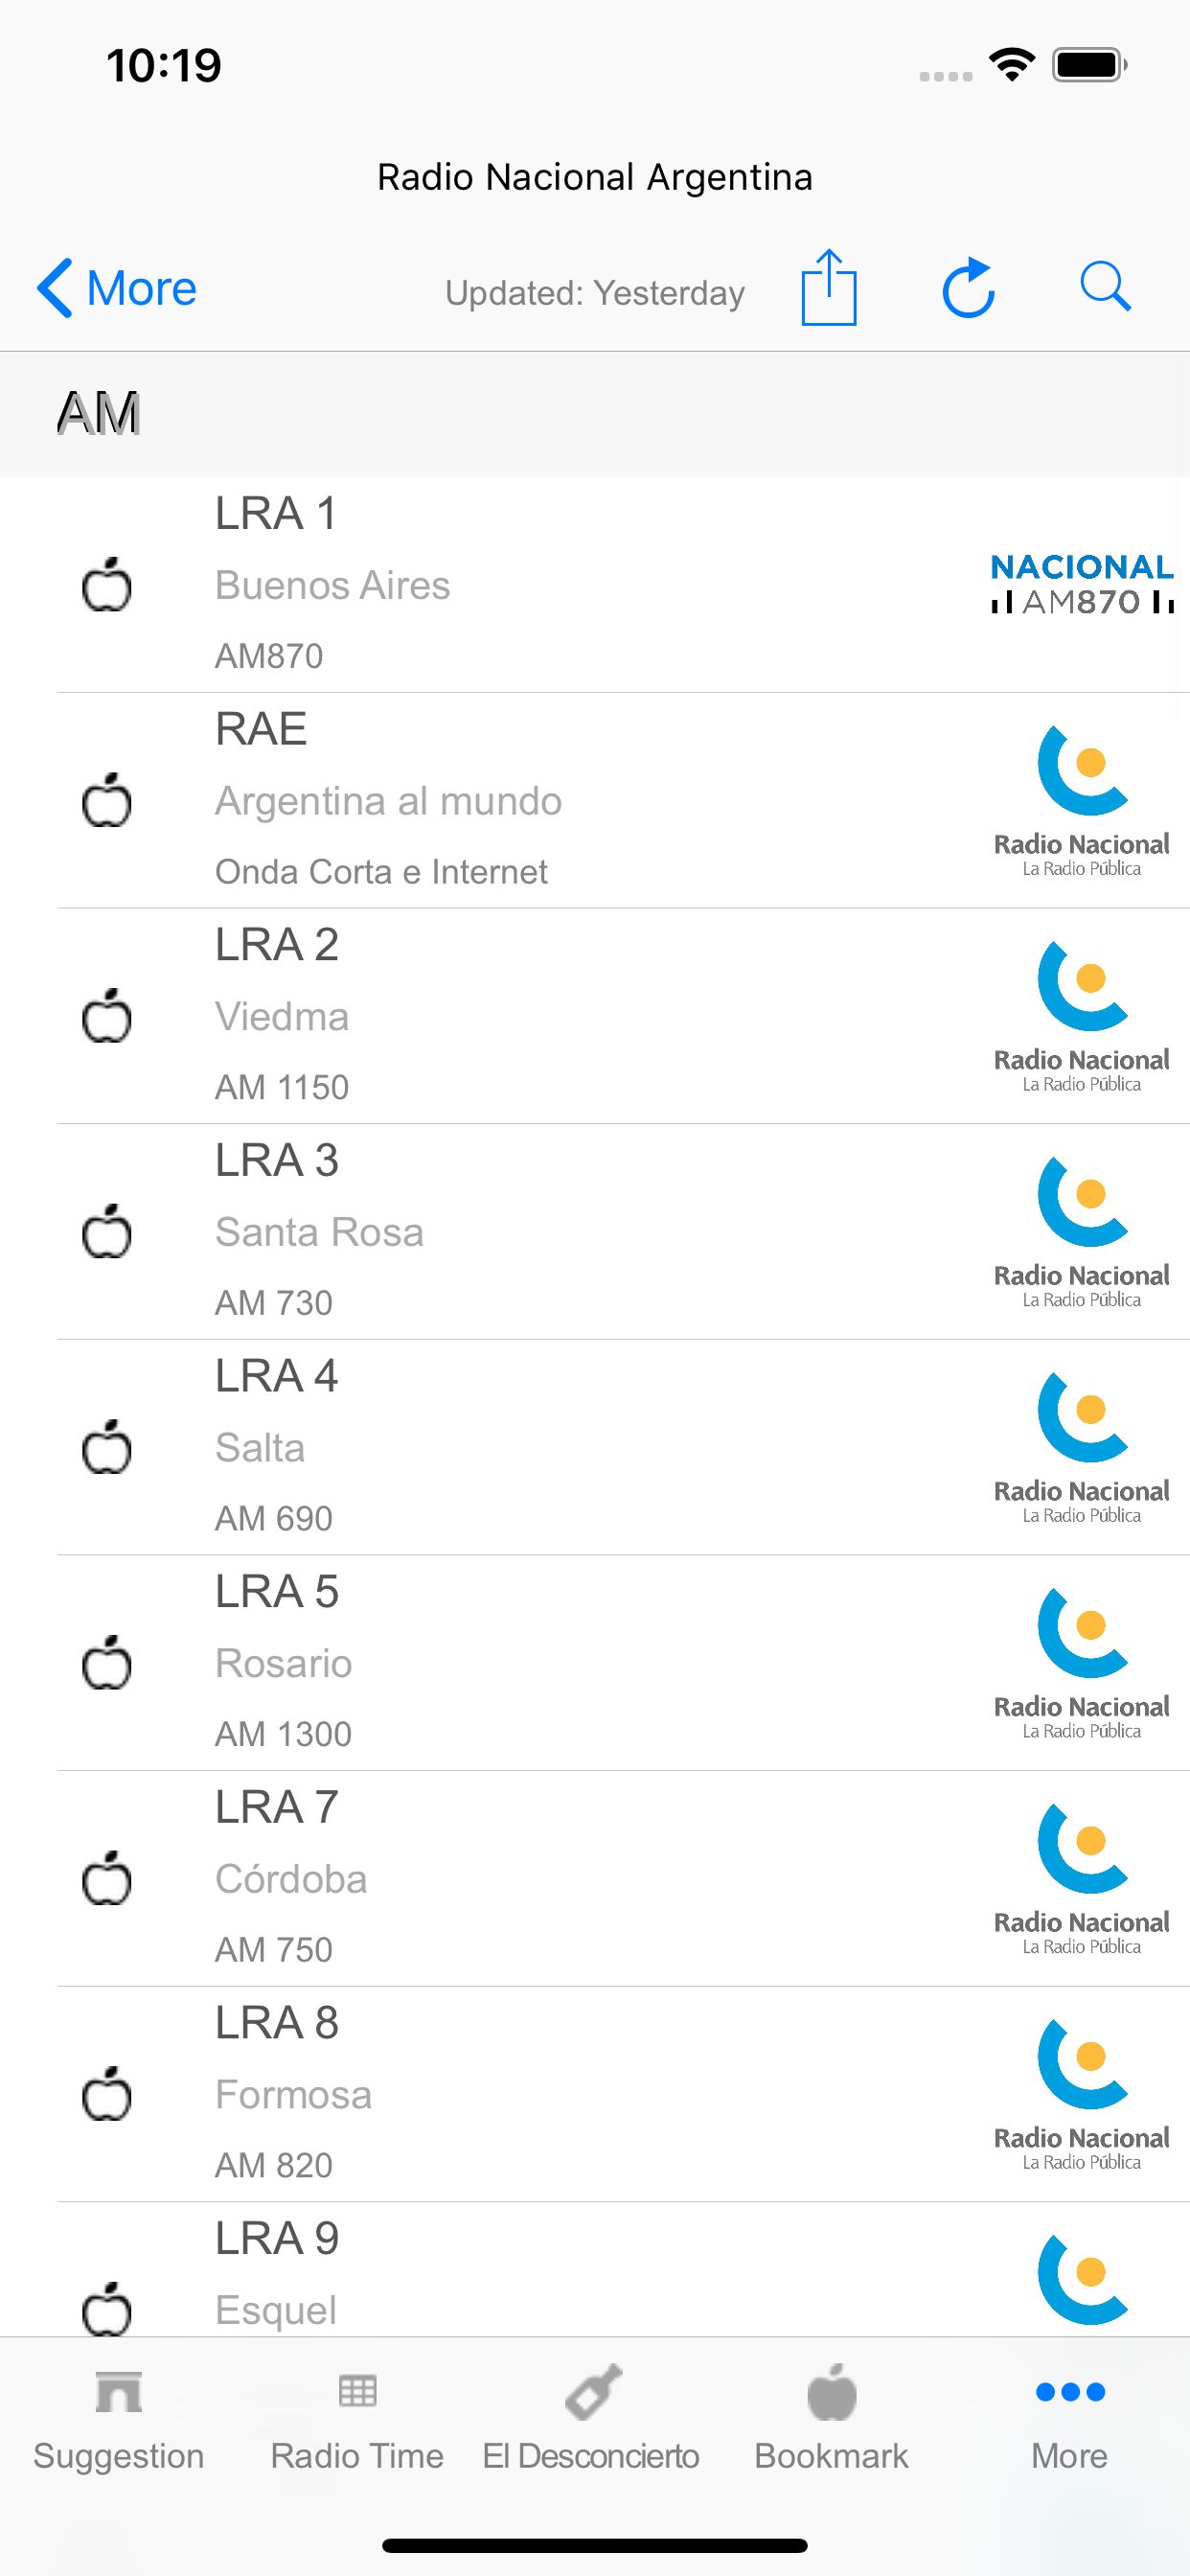 10:19
Radio Nacional Argentina
More
Updated: Yesterday
AM
LRA 1
Buenos Aires
AM870
NACIONAL
AM870
RAE
Argentina al mundo
Onda Corta e Internet
Radio Nacional
La Radio Pública
LRA 2
Viedma
AM 1150
Radio Nacional
La Radio Pública
LRA 3
Santa Rosa
AM 730
Radio Nacional
La Radio Pública
LRA 4
Salta
AM 690
Radio Nacional
La Radio Pública
LRA 5
Rosario
AM 1300
Radio Nacional
La Radio Pública
LRA 7
Córdoba
AM 750
Radio Nacional
La Radio Pública
LRA 8
Formosa
AM 820
Radio Nacional
La Radio Pública
LRA 9
Esquel
Suggestion
Radio Time
El Desconcierto
Bookmark
More